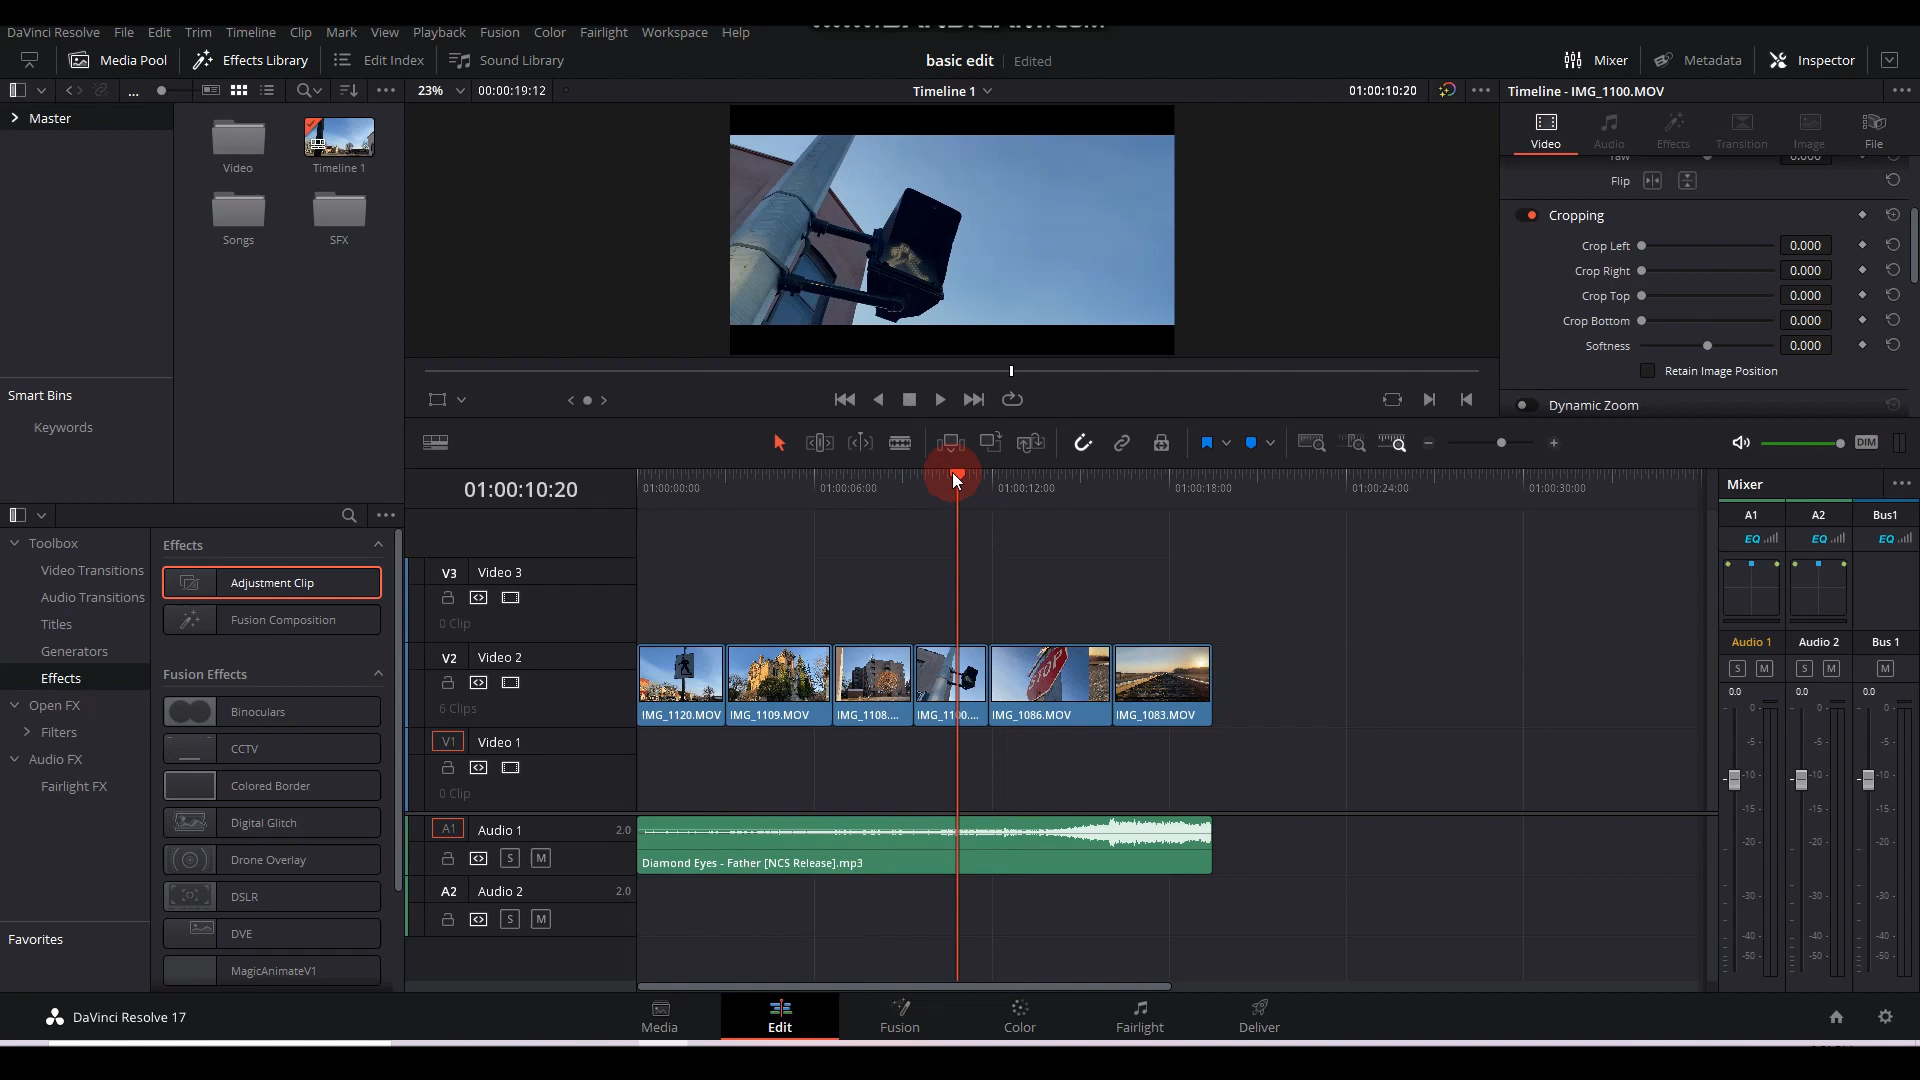 DaVinci Resolve File Edit Trim Timeline Clip Mark View Playback Fusion Color Fairlight Workspace Help
Media Pool Effects Library Edit Index Sound Library basic edit Edited Mixer Metadata Inspector
... 23% 00:00:19:12 Timeline 1 01:00:10:20 Timeline - IMG_1100.MOV
Master
Video
Timeline 1
Songs
SFX
Smart Bins
Keywords
Video Audio Effects Transition Image File
Yaw 0.000
Flip
Cropping
Crop Left 0.000
Crop Right 0.000
Crop Top 0.000
Crop Bottom 0.000
Softness 0.000
Retain Image Position
Dynamic Zoom
DIM
Toolbox
Video Transitions
Audio Transitions
Titles
Generators
Effects
Open FX
Filters
Audio FX
Fairlight FX
Favorites
Effects
Adjustment Clip
Fusion Composition
Fusion Effects
Binoculars
CCTV
Colored Border
Digital Glitch
Drone Overlay
DSLR
DVE
MagicAnimateV1
01:00:10:20
01:00:00:00 01:00:06:00 01:00:12:00 01:00:18:00 01:00:24:00 01:00:30:00
V3 Video 3
0 Clip
V2 Video 2
6 Clips
STOP
IMG_1120.MOV IMG_1109.MOV IMG_1108.... IMG_1100.... IMG_1086.MOV IMG_1083.MOV
V1 Video 1
0 Clip
A1 Audio 1 2.0
S M
Diamond Eyes - Father [NCS Release].mp3
A2 Audio 2 2.0
S M
Mixer
A1 A2 Bus1
EQ EQ EQ
Audio 1 Audio 2 Bus 1
S M S M M
0.0 0.0 0.0
0 0 0
-5 -5 -5
-10 -10 -10
-15 -15 -15
-20 -20 -20
-30 -30 -30
-40 -40 -40
-50 -50 -50
DaVinci Resolve 17
Media Edit Fusion Color Fairlight Deliver